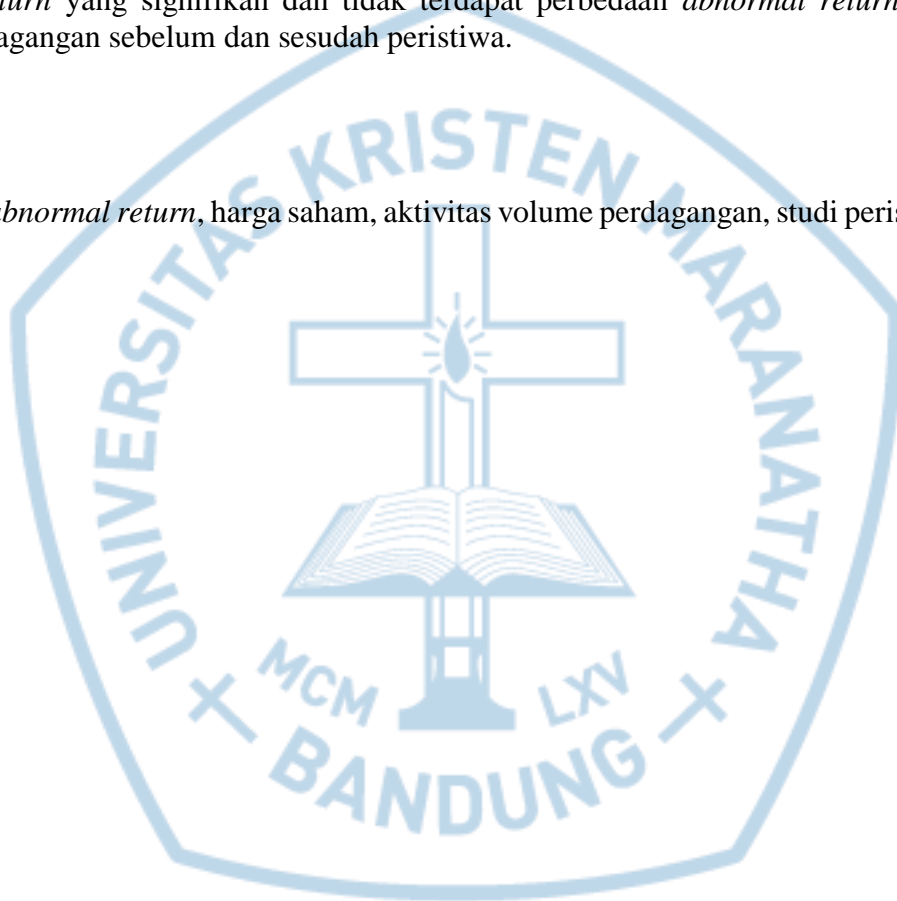 turn yang signifikan dan tidak terdapat perbedaan abnormal return
agangan sebelum dan sesudah peristiwa.
abnormal return, harga saham, aktivitas volume perdagangan, studi peris
UNIVERSITAS KRISTEN MARANATHA
MCM LXV
BANDUNG